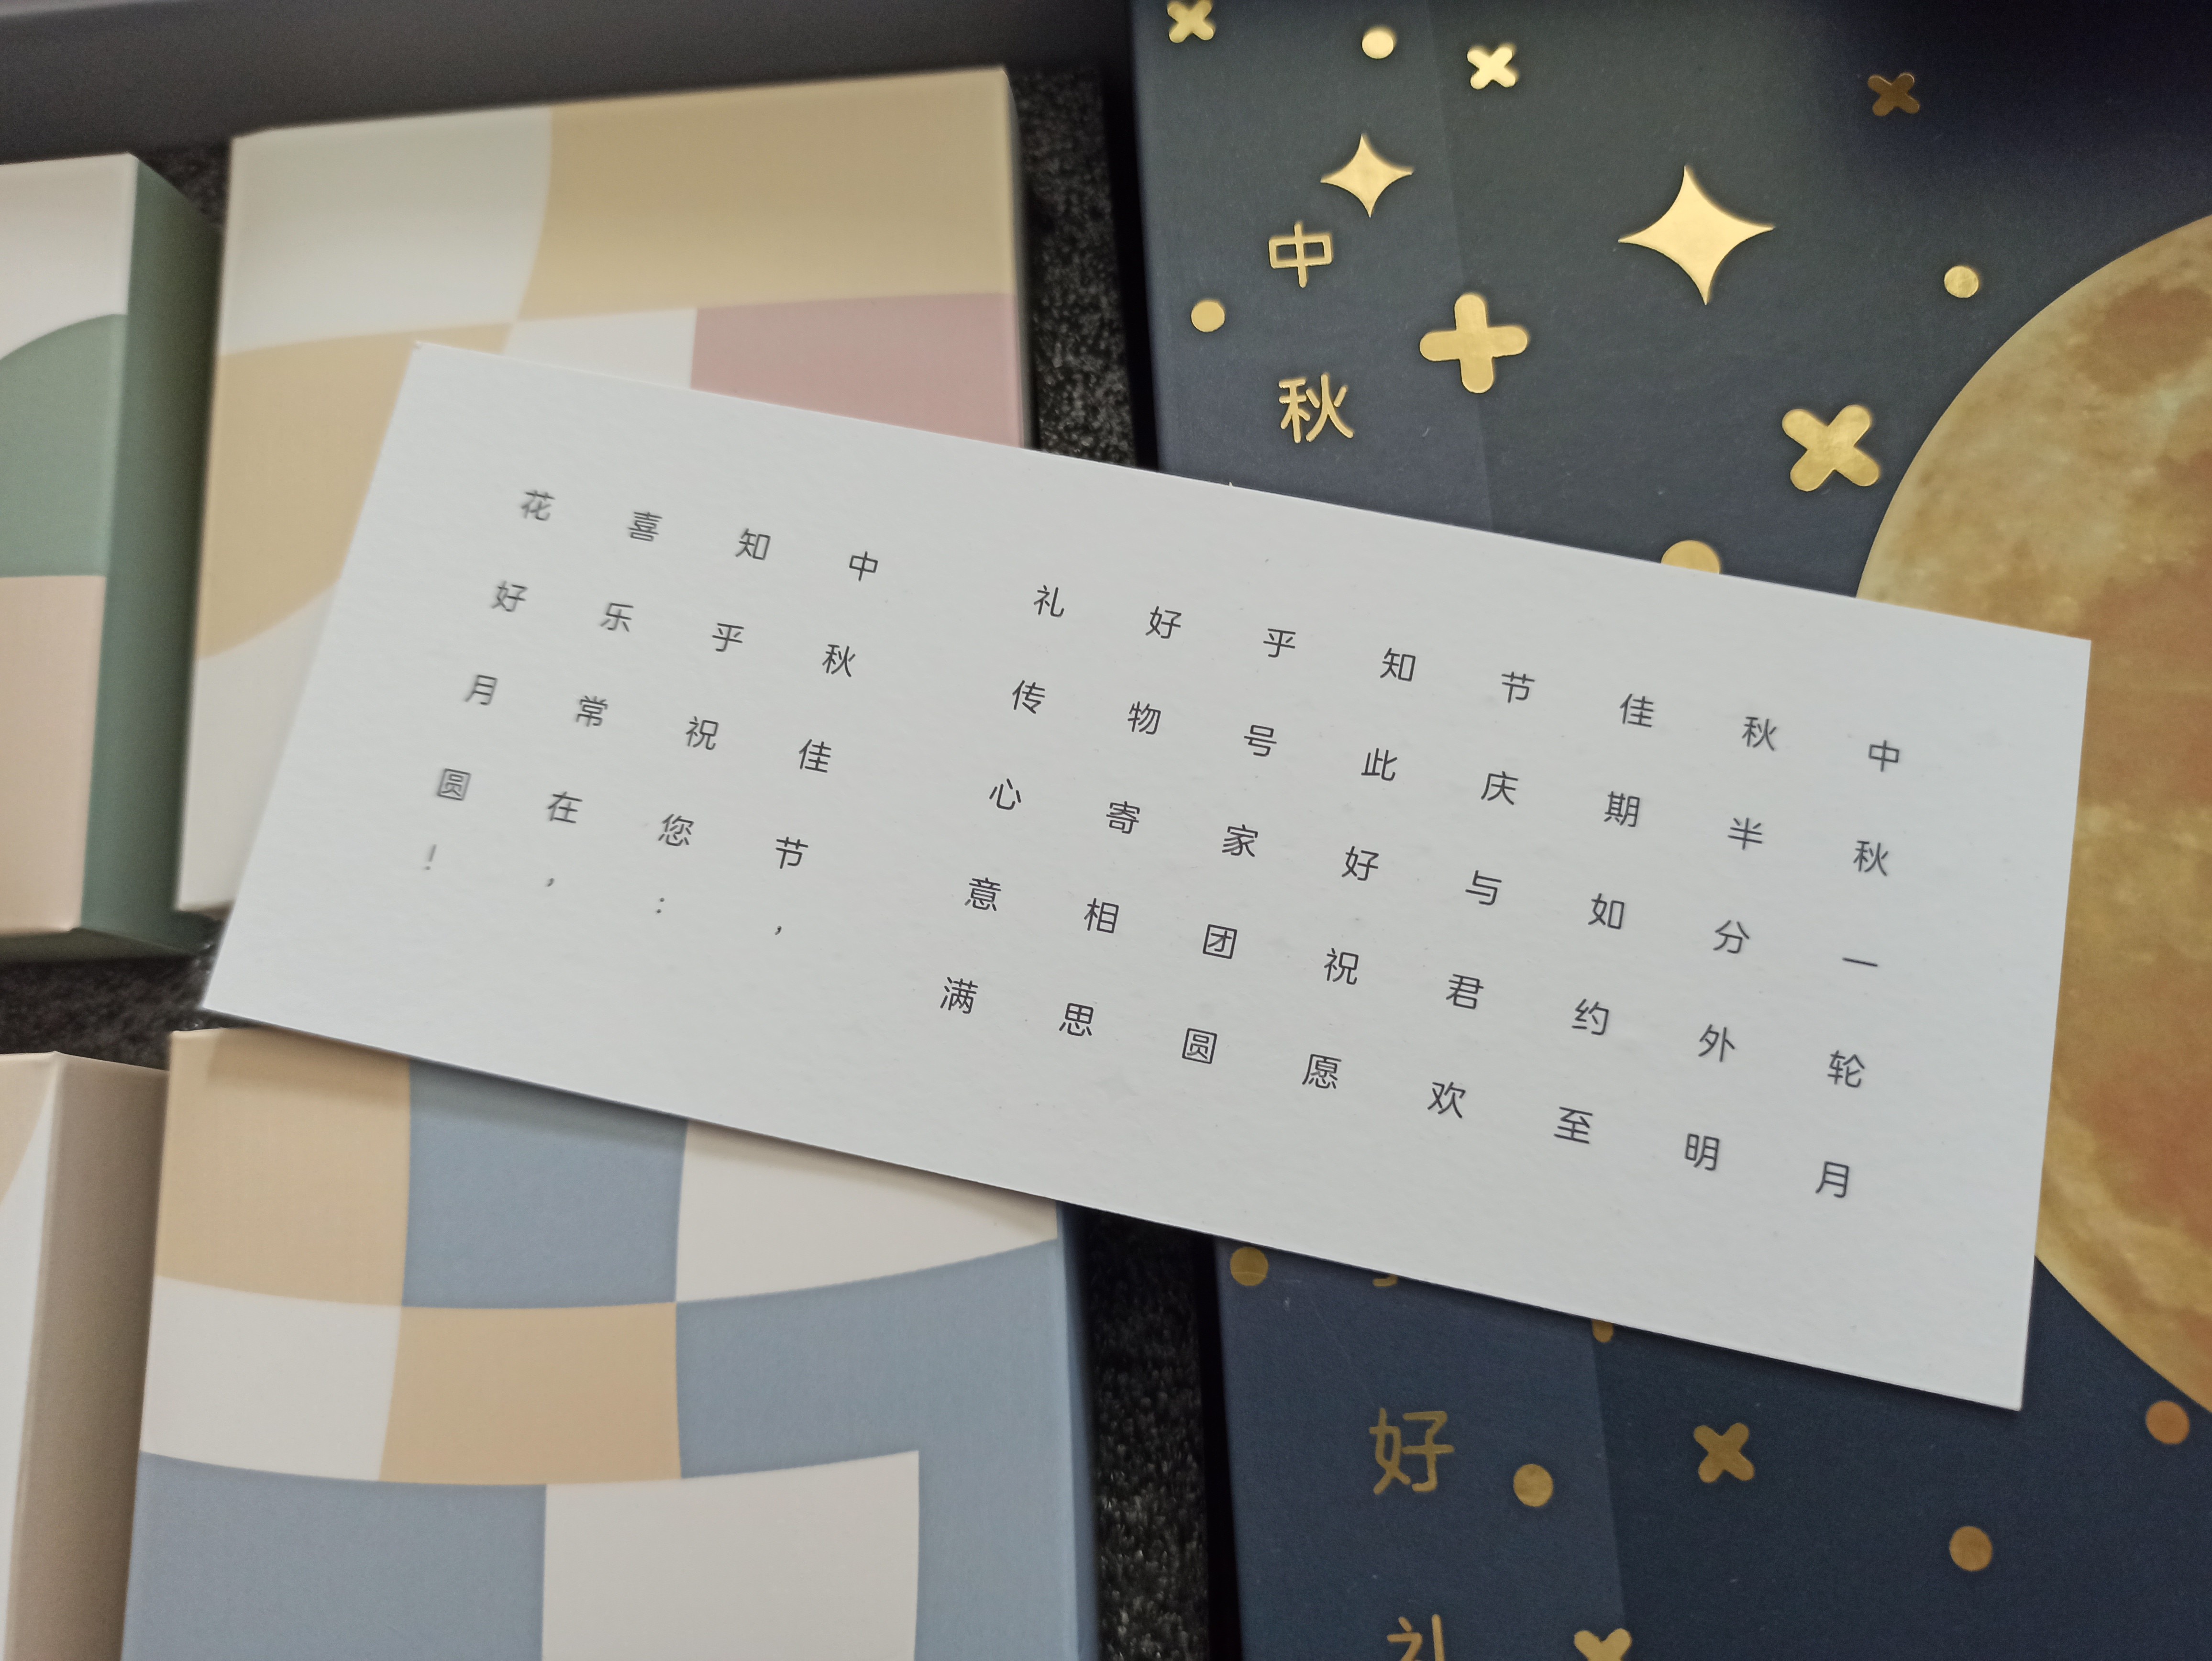 中秋一轮月
秋半分外明
佳期如约至
节庆与君欢
知此好祝愿
乎号家团圆
好物寄相思
礼传心意满
中秋佳节，
知乎祝您：
喜乐常在，
花好月圆！
中秋
好礼